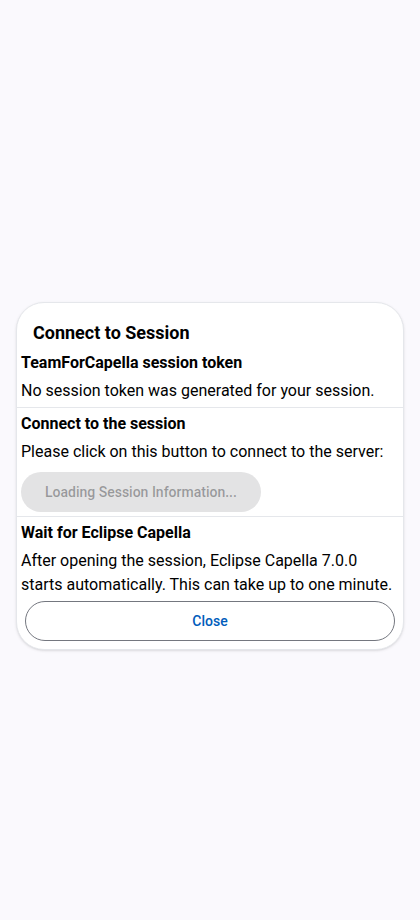 Connect to Session
TeamForCapella session token
No session token was generated for your session.
Connect to the session
Please click on this button to connect to the server:
Loading Session Information...
Wait for Eclipse Capella
After opening the session, Eclipse Capella 7.0.0
starts automatically. This can take up to one minute.
Close